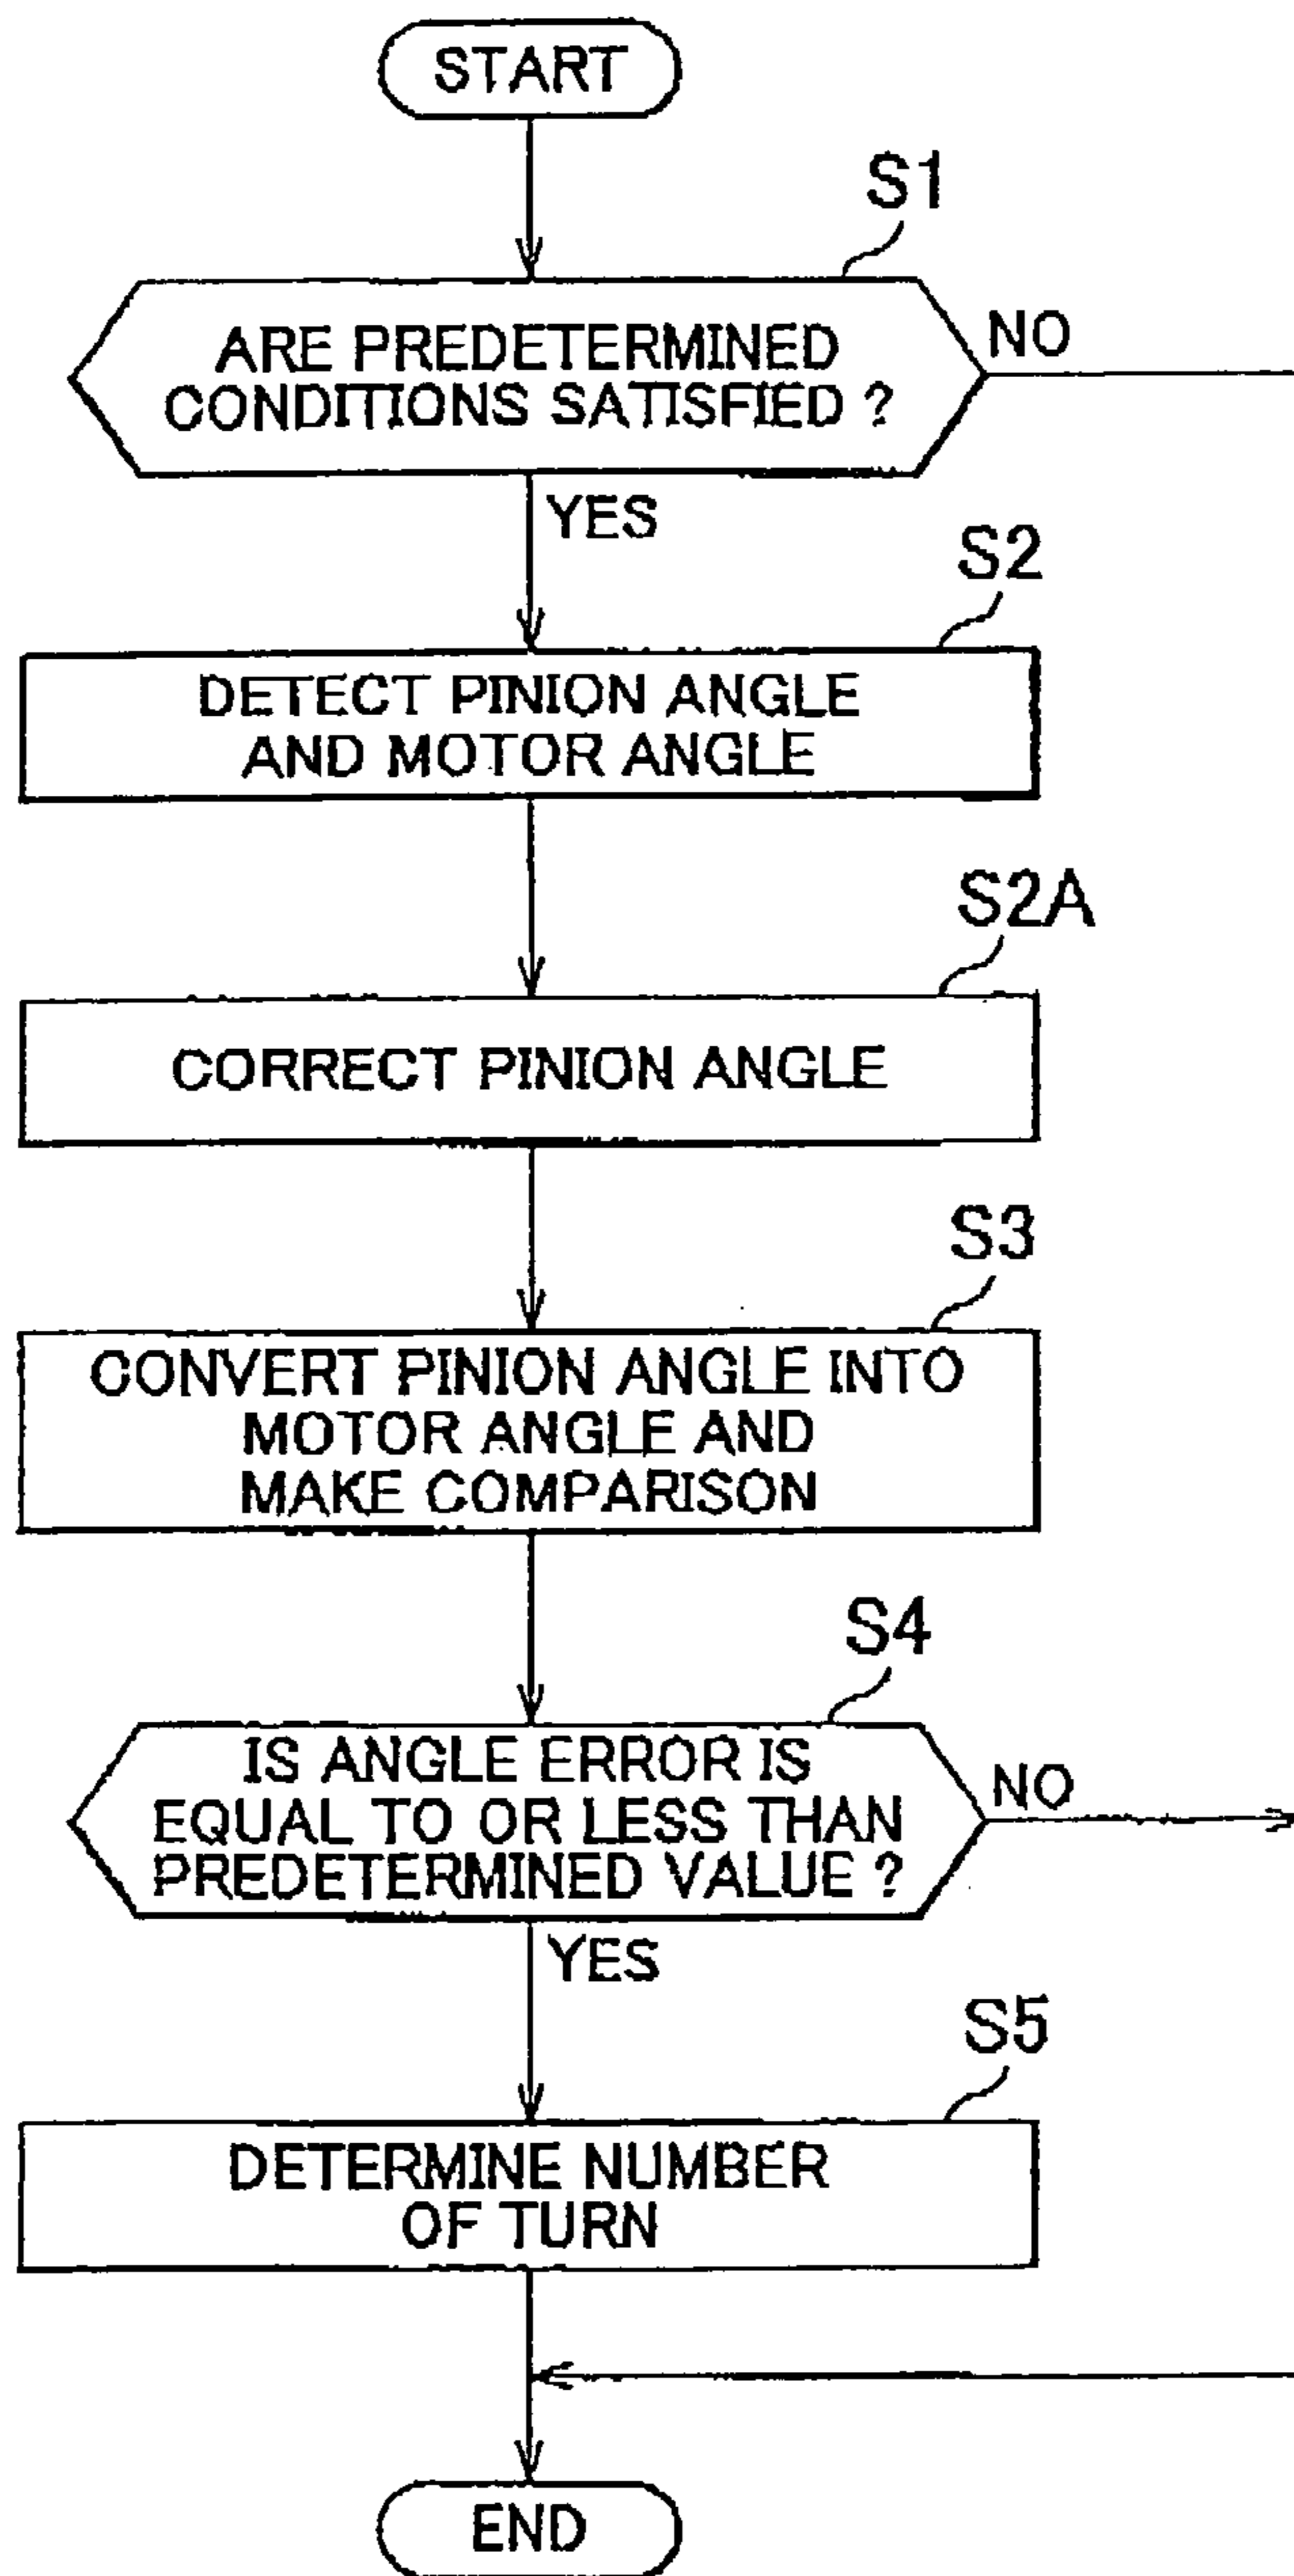 START
S1
ARE PREDETERMINED
CONDITIONS SATISFIED ?
NO
YES
S2
DETECT PINION ANGLE
AND MOTOR ANGLE
S2A
CORRECT PINION ANGLE
S3
CONVERT PINION ANGLE INTO
MOTOR ANGLE AND
MAKE COMPARISON
S4
IS ANGLE ERROR IS
EQUAL TO OR LESS THAN
PREDETERMINED VALUE ?
NO
YES
S5
DETERMINE NUMBER
OF TURN
END